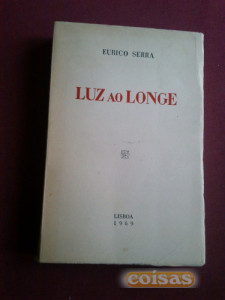 EURICO SERRA
LUZ AO LONGE
LISBOA
1969
coisas